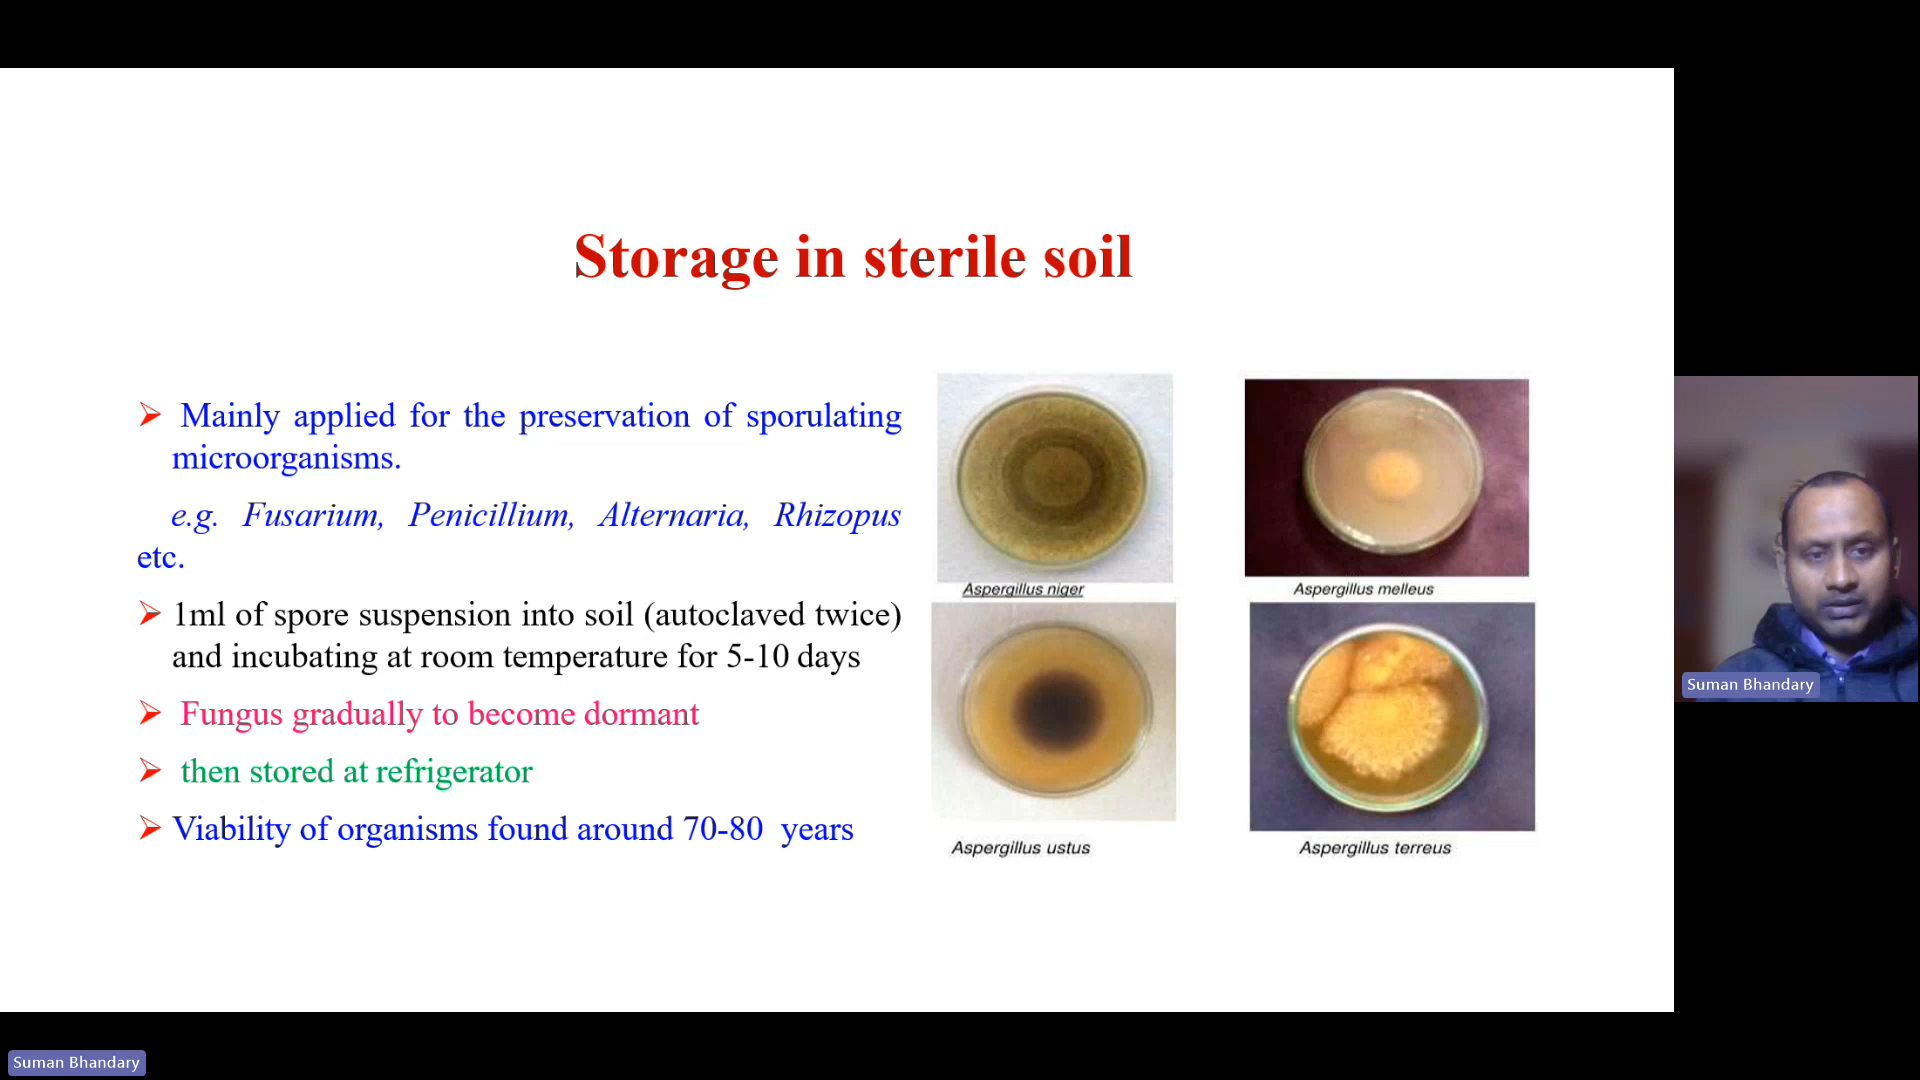 Storage in sterile soil
Mainly applied for the preservation of sporulating
microorganisms.
e.g. Fusarium, Penicillium, Alternaria, Rhizopus
etc.
1ml of spore suspension into soil (autoclaved twice)
and incubating at room temperature for 5-10 days
Fungus gradually to become dormant
then stored at refrigerator
Viability of organisms found around 70-80 years
Aspergillus niger
Aspergillus melleus
Aspergillus ustus
Aspergillus terreus
Suman Bhandary
Suman Bhandary